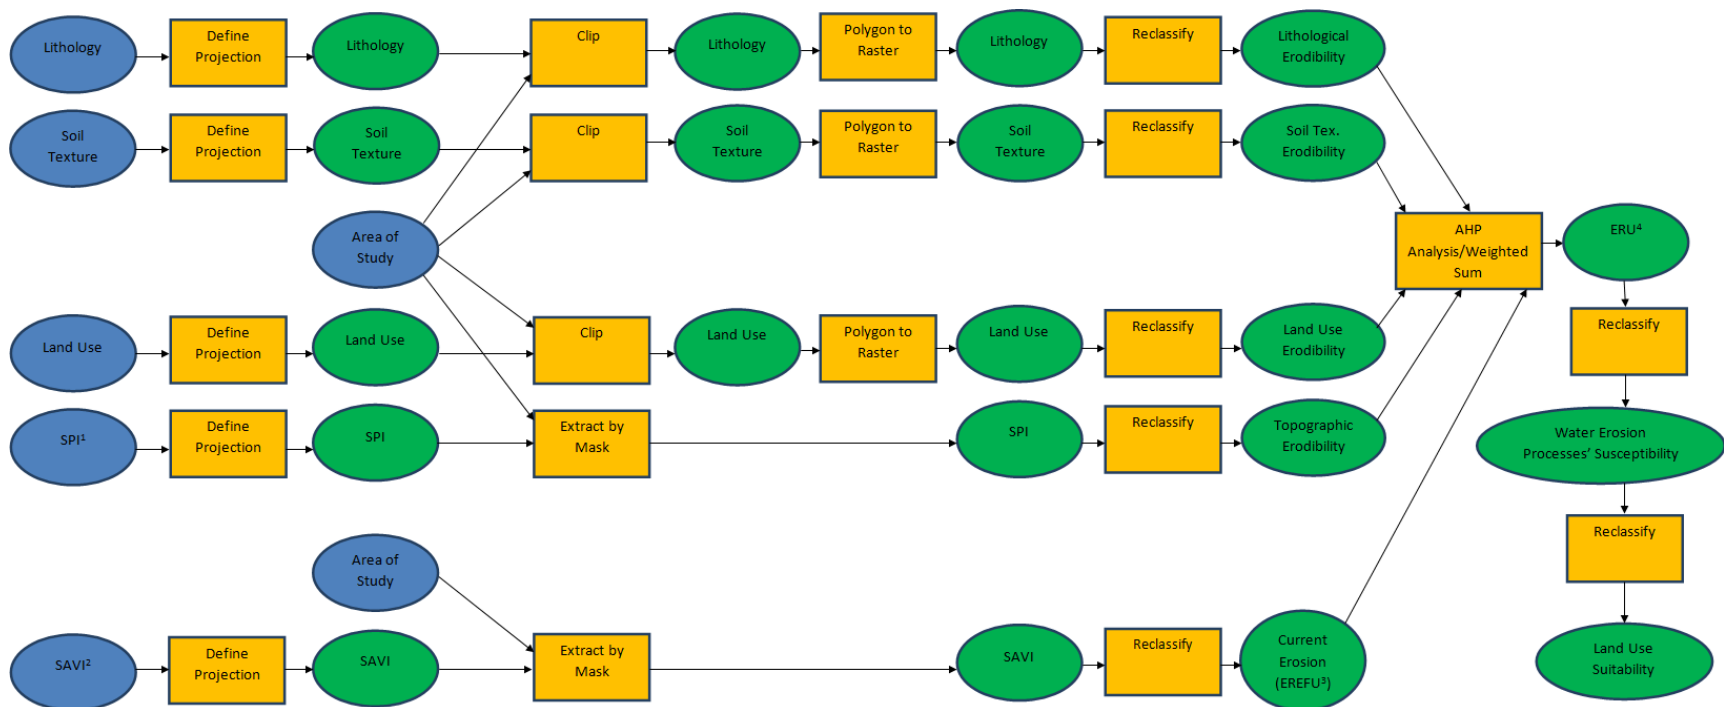 Lithology
Define
Projection
Lithology
Clip
Lithology
Polygon to
Raster
Lithology
Reclassify
Lithological
Erodibility
Soil
Texture
Define
Projection
Soil
Texture
Clip
Soil
Texture
Polygon to
Raster
Soil
Texture
Reclassify
Soil Tex.
Erodibility
Area of
Study
AHP
Analysis/Weighted
Sum
ERU⁴
Land Use
Define
Projection
Land Use
Clip
Land Use
Polygon to
Raster
Land Use
Reclassify
Land Use
Erodibility
Reclassify
SPI¹
Define
Projection
SPI
Extract by
Mask
SPI
Reclassify
Topographic
Erodibility
Water Erosion
Processes' Susceptibility
Reclassify
Area of
Study
SAVI²
Define
Projection
SAVI
Extract by
Mask
SAVI
Reclassify
Current
Erosion
(EREFU³)
Land Use
Suitability